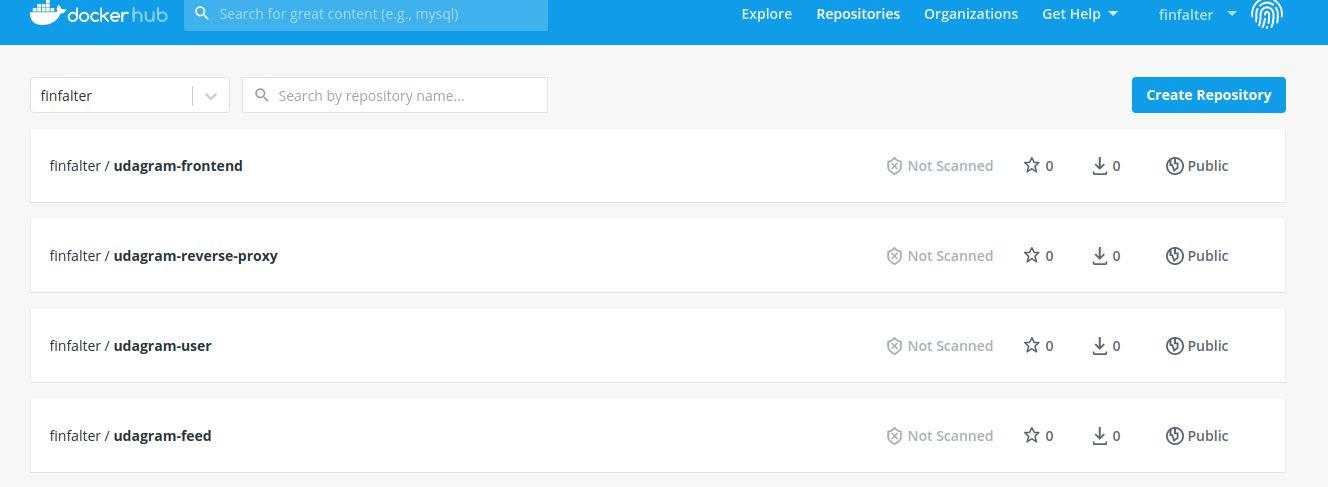 docker hub Search for great content (e.g., mysql) Explore Repositories Organizations Get Help finfalter
finfalter Search by repository name... Create Repository
finfalter / udagram-frontend Not Scanned 0 0 Public
finfalter / udagram-reverse-proxy Not Scanned 0 0 Public
finfalter / udagram-user Not Scanned 0 0 Public
finfalter / udagram-feed Not Scanned 0 0 Public